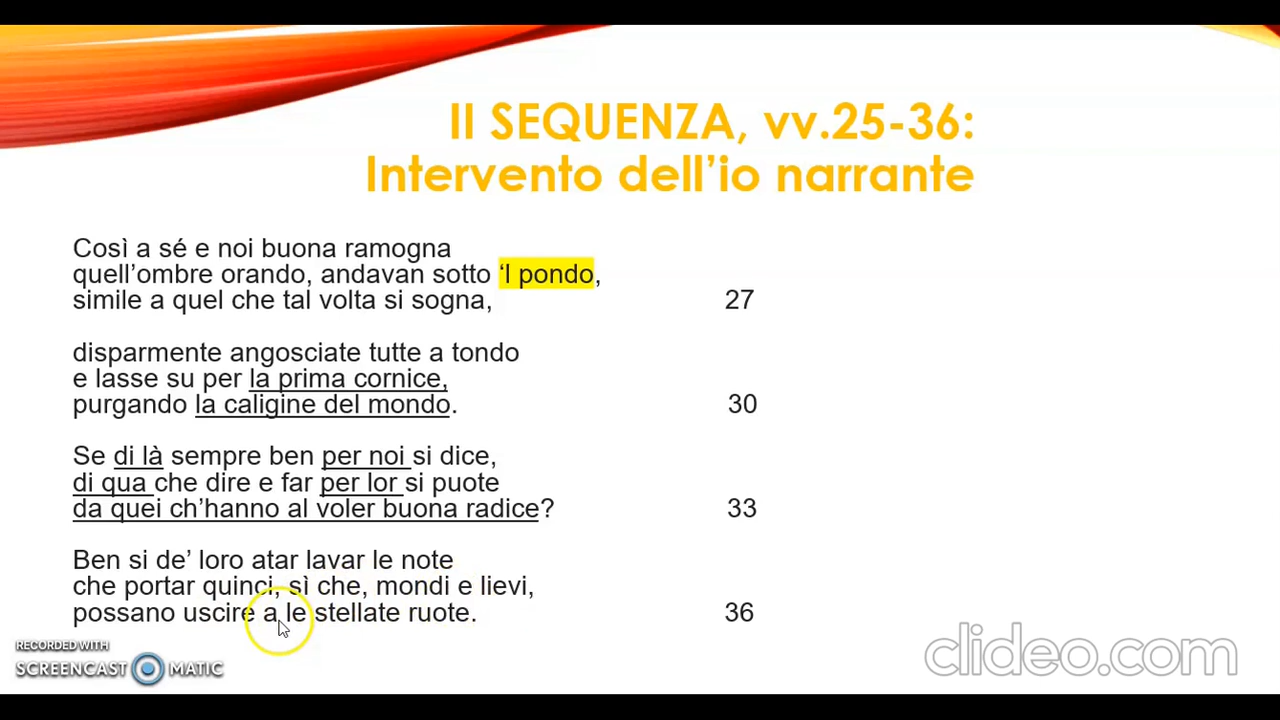 II SEQUENZA, vv.25-36:
Intervento dell’io narrante
Così a sé e noi buona ramogna
quell’ombre orando, andavan sotto ‘l pondo,
simile a quel che tal volta si sogna, 27
disparmente angosciate tutte a tondo
e lasse su per la prima cornice,
purgando la caligine del mondo. 30
Se di là sempre ben per noi si dice,
di qua che dire e far per lor si puote
da quei ch’hanno al voler buona radice? 33
Ben si de’ loro atar lavar le note
che portar quinci, sì che, mondi e lievi,
possano uscire a le stellate ruote. 36
RECORDED WITH
SCREENCAST MATIC
clideo.com